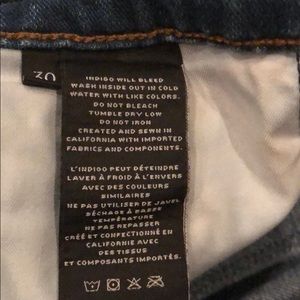 INDIGO WILL BLEED
WASH INSIDE OUT IN COLD
WATER WITH LIKE COLORS.
DO NOT BLEACH
TUMBLE DRY LOW
DO NOT IRON
CREATED AND SEWN IN
CALIFORNIA WITH IMPORTED
FABRICS AND COMPONENTS.
L'INDIGO PEUT DÉTEINDRE
LAVER À FROID À L'ENVERS
AVEC DES COULEURS
SIMILAIRES
NE PAS UTILISER DE JAVEL
SÉCHAGE À BASSE
TEMPÉRATURE
NE PAS REPASSER
CRÉÉ ET CONFECTIONNÉ EN
CALIFORNIE AVEC
DES TISSUS
ET COMPOSANTS IMPORTÉS.